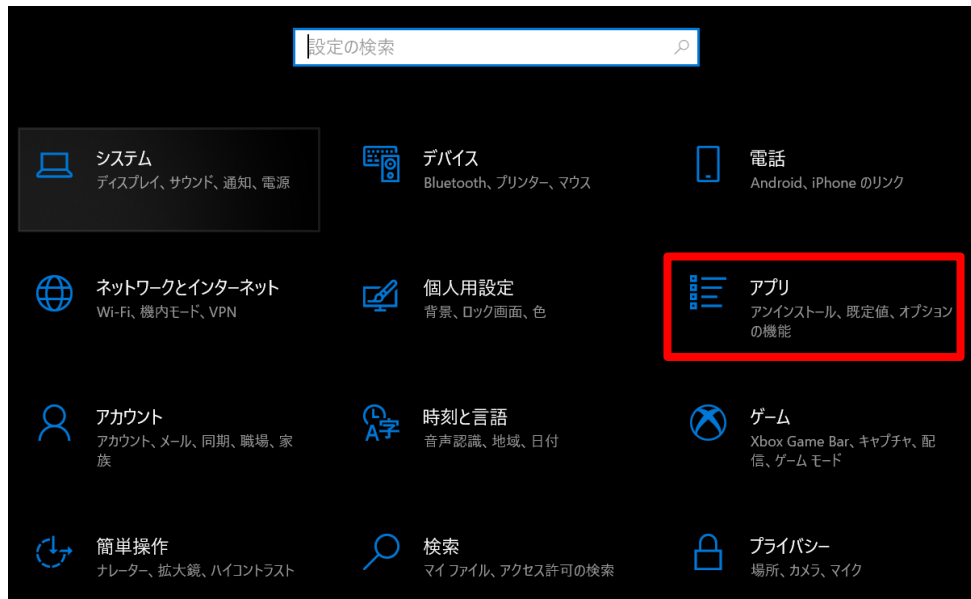 設定の検索
システム
ディスプレイ、サウンド、通知、電源
デバイス
Bluetooth、プリンター、マウス
電話
Android、iPhone のリンク
ネットワークとインターネット
Wi-Fi、機内モード、VPN
個人用設定
背景、ロック画面、色
アプリ
アンインストール、既定値、オプション
の機能
アカウント
アカウント、メール、同期、職場、家
族
時刻と言語
音声認識、地域、日付
ゲーム
Xbox Game Bar、キャプチャ、配
信、ゲーム モード
簡単操作
ナレーター、拡大鏡、ハイコントラスト
検索
マイ ファイル、アクセス許可の検索
プライバシー
場所、カメラ、マイク